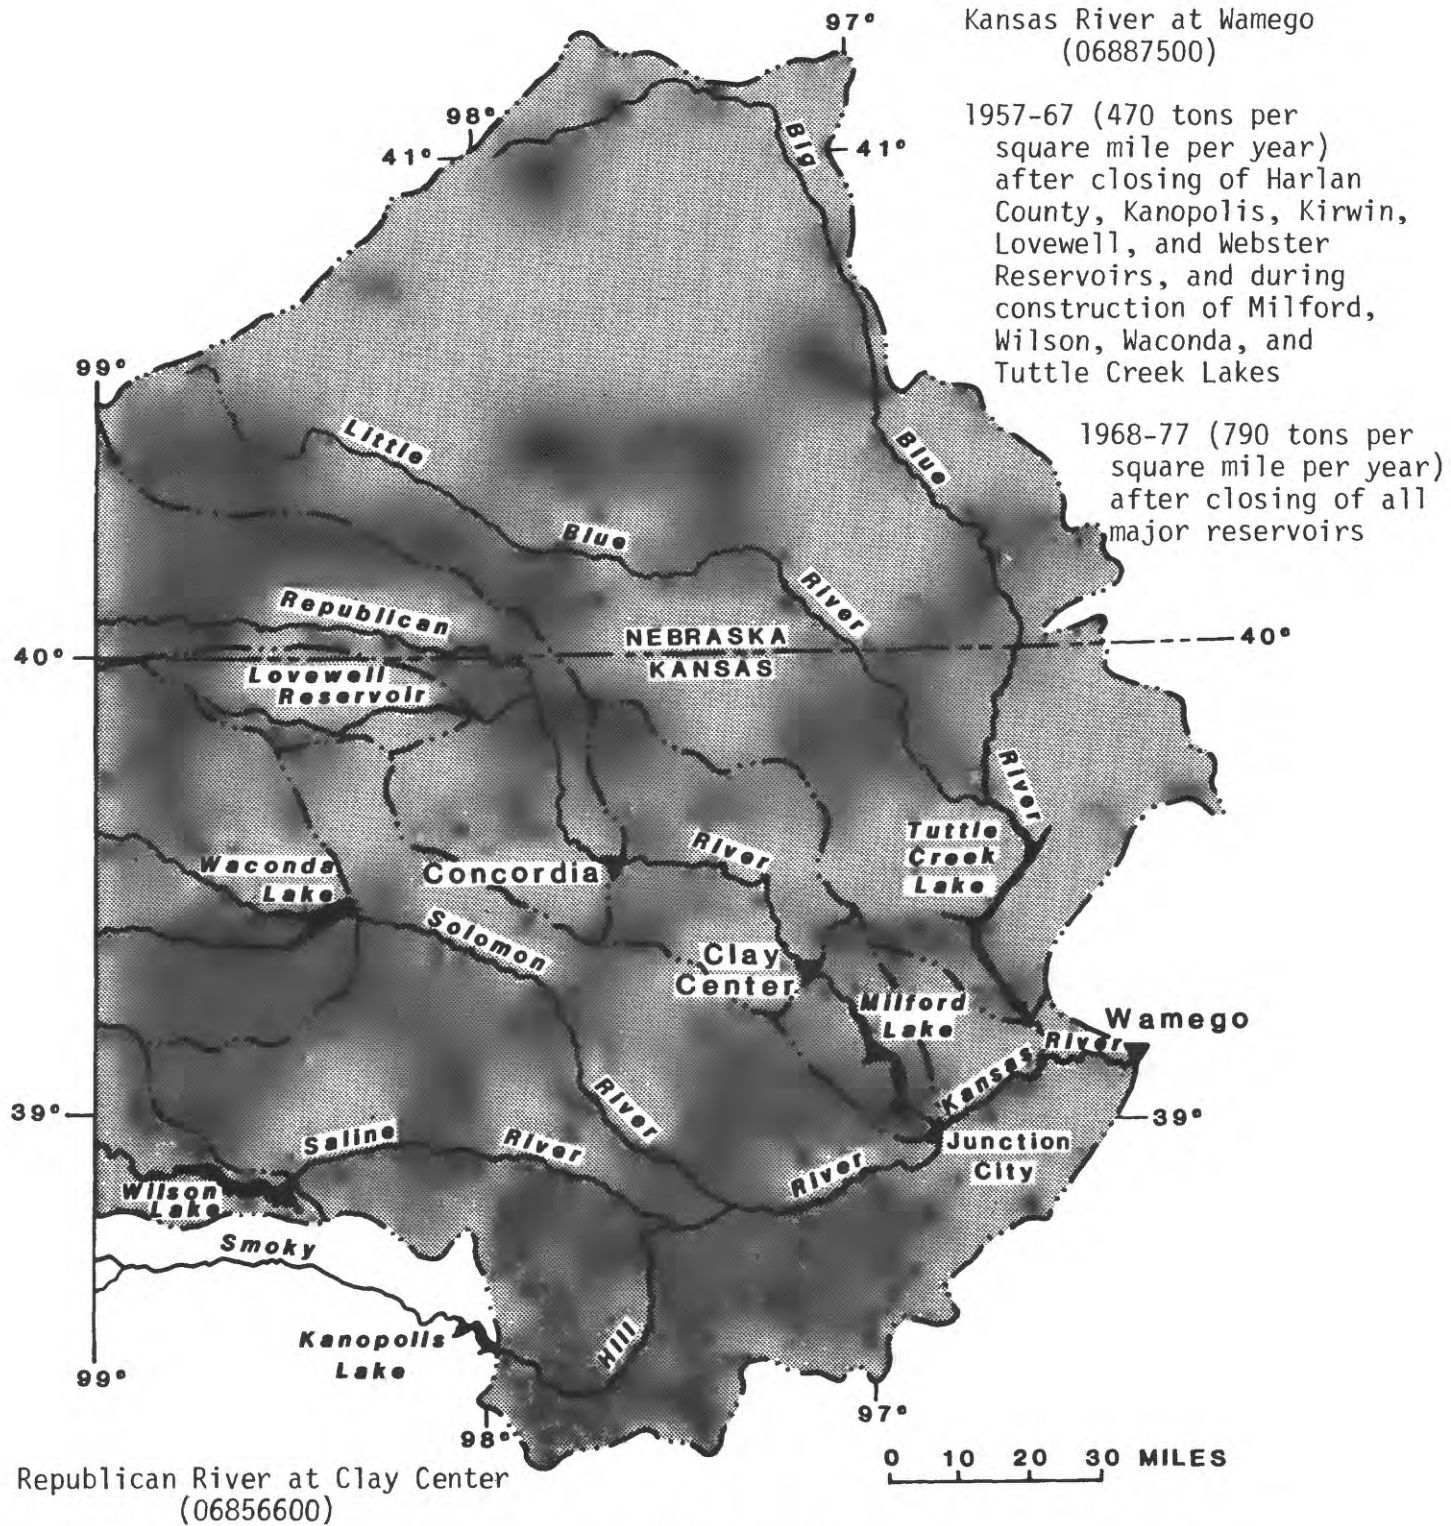 97°
Kansas River at Wamego
(06887500)
1957-67 (470 tons per
square mile per year)
after closing of Harlan
County, Kanopolis, Kirwin,
Lovewell, and Webster
Reservoirs, and during
construction of Milford,
Wilson, Waconda, and
Tuttle Creek Lakes
1968-77 (790 tons per
square mile per year)
after closing of all
major reservoirs
98°
41°
Big
41°
99°
Little
Blue
Blue
River
Republican
NEBRASKA
40°
40°
KANSAS
Lovewell
Reservoir
River
Tuttle
Creek
Lake
River
Waconda
Lake
Concordia
Solomon
Clay
Center
Milford
Lake
Wamego
River
Kansas
39°
39°
River
Saline
River
River
Junction
City
Wilson
Lake
Smoky
Kanopolis
Lake
Hill
99°
97°
98°
0 10 20 30 MILES
Republican River at Clay Center
(06856600)